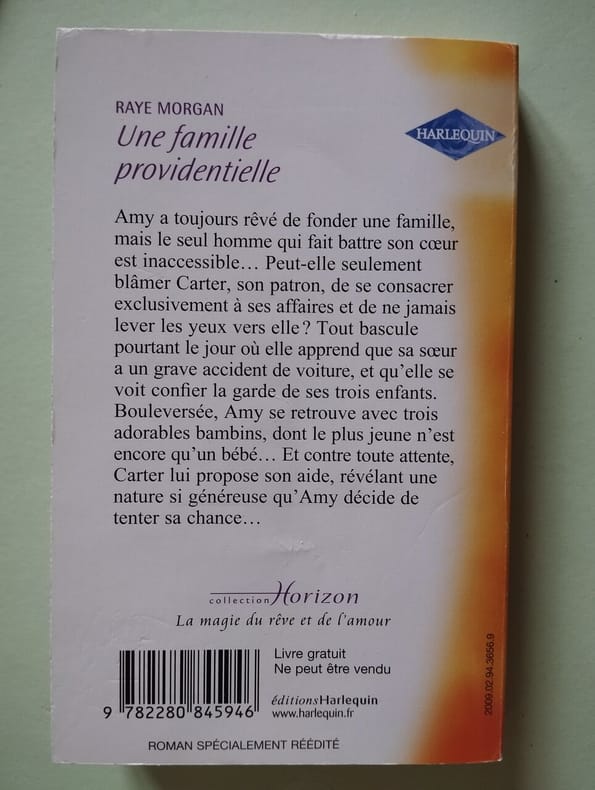 RAYE MORGAN
Une famille
providentielle
HARLEQUIN
Amy a toujours rêvé de fonder une famille,
mais le seul homme qui fait battre son cœur
est inaccessible… Peut-elle seulement
blâmer Carter, son patron, de se consacrer
exclusivement à ses affaires et de ne jamais
lever les yeux vers elle ? Tout bascule
pourtant le jour où elle apprend que sa sœur
a un grave accident de voiture, et qu'elle se
voit confier la garde de ses trois enfants.
Bouleversée, Amy se retrouve avec trois
adorables bambins, dont le plus jeune n'est
encore qu'un bébé… Et contre toute attente,
Carter lui propose son aide, révélant une
nature si généreuse qu'Amy décide de
tenter sa chance…
collection Horizon
La magie du rêve et de l'amour
Livre gratuit
Ne peut être vendu
éditionsHarlequin
www.harlequin.fr
9 782280 845946
2009.02.94.3656.9
ROMAN SPÉCIALEMENT RÉÉDITÉ